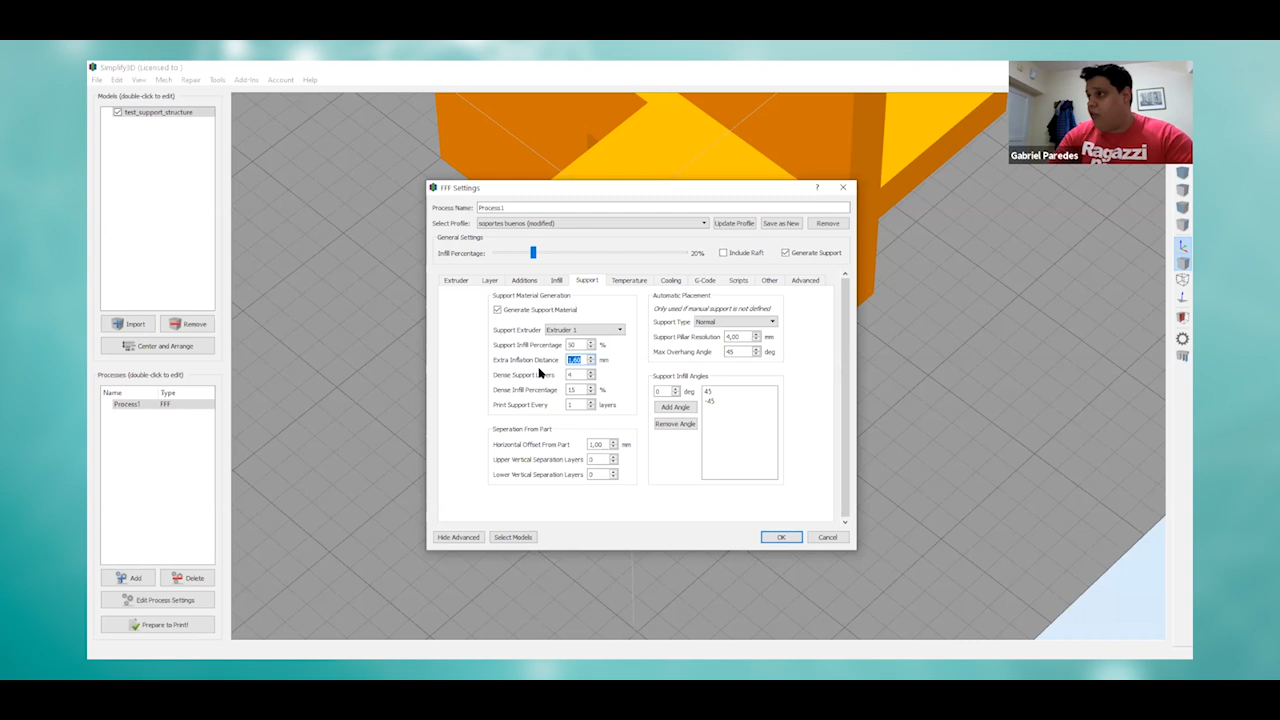 Simplify3D (Licensed to )
File Edit View Mesh Repair Tools Add-Ins Account Help
Models (double-click to edit)
test_support_structure
Import Remove
Center and Arrange
Processes (double-click to edit)
Name Type
Process1 FFF
Add Delete
Edit Process Settings
Prepare to Print!
Gabriel Paredes
Ragazzi
FFF Settings
Process Name: Process1
Select Profile: soportes buenos (modified) Update Profile Save as New Remove
General Settings
Infill Percentage: 20% Include Raft Generate Support
Extruder Layer Additions Infill Support Temperature Cooling G-Code Scripts Other Advanced
Support Material Generation
Generate Support Material
Support Extruder Extruder 1
Support Infill Percentage 50 %
Extra Inflation Distance 1,60 mm
Dense Support Layers 4
Dense Infill Percentage 15 %
Print Support Every 1 layers
Seperation From Part
Horizontal Offset From Part 1,00 mm
Upper Vertical Separation Layers 0
Lower Vertical Separation Layers 0
Automatic Placement
Only used if manual support is not defined
Support Type Normal
Support Pillar Resolution 4,00 mm
Max Overhang Angle 45 deg
Support Infill Angles
0 deg
Add Angle
Remove Angle
45
-45
Hide Advanced Select Models OK Cancel